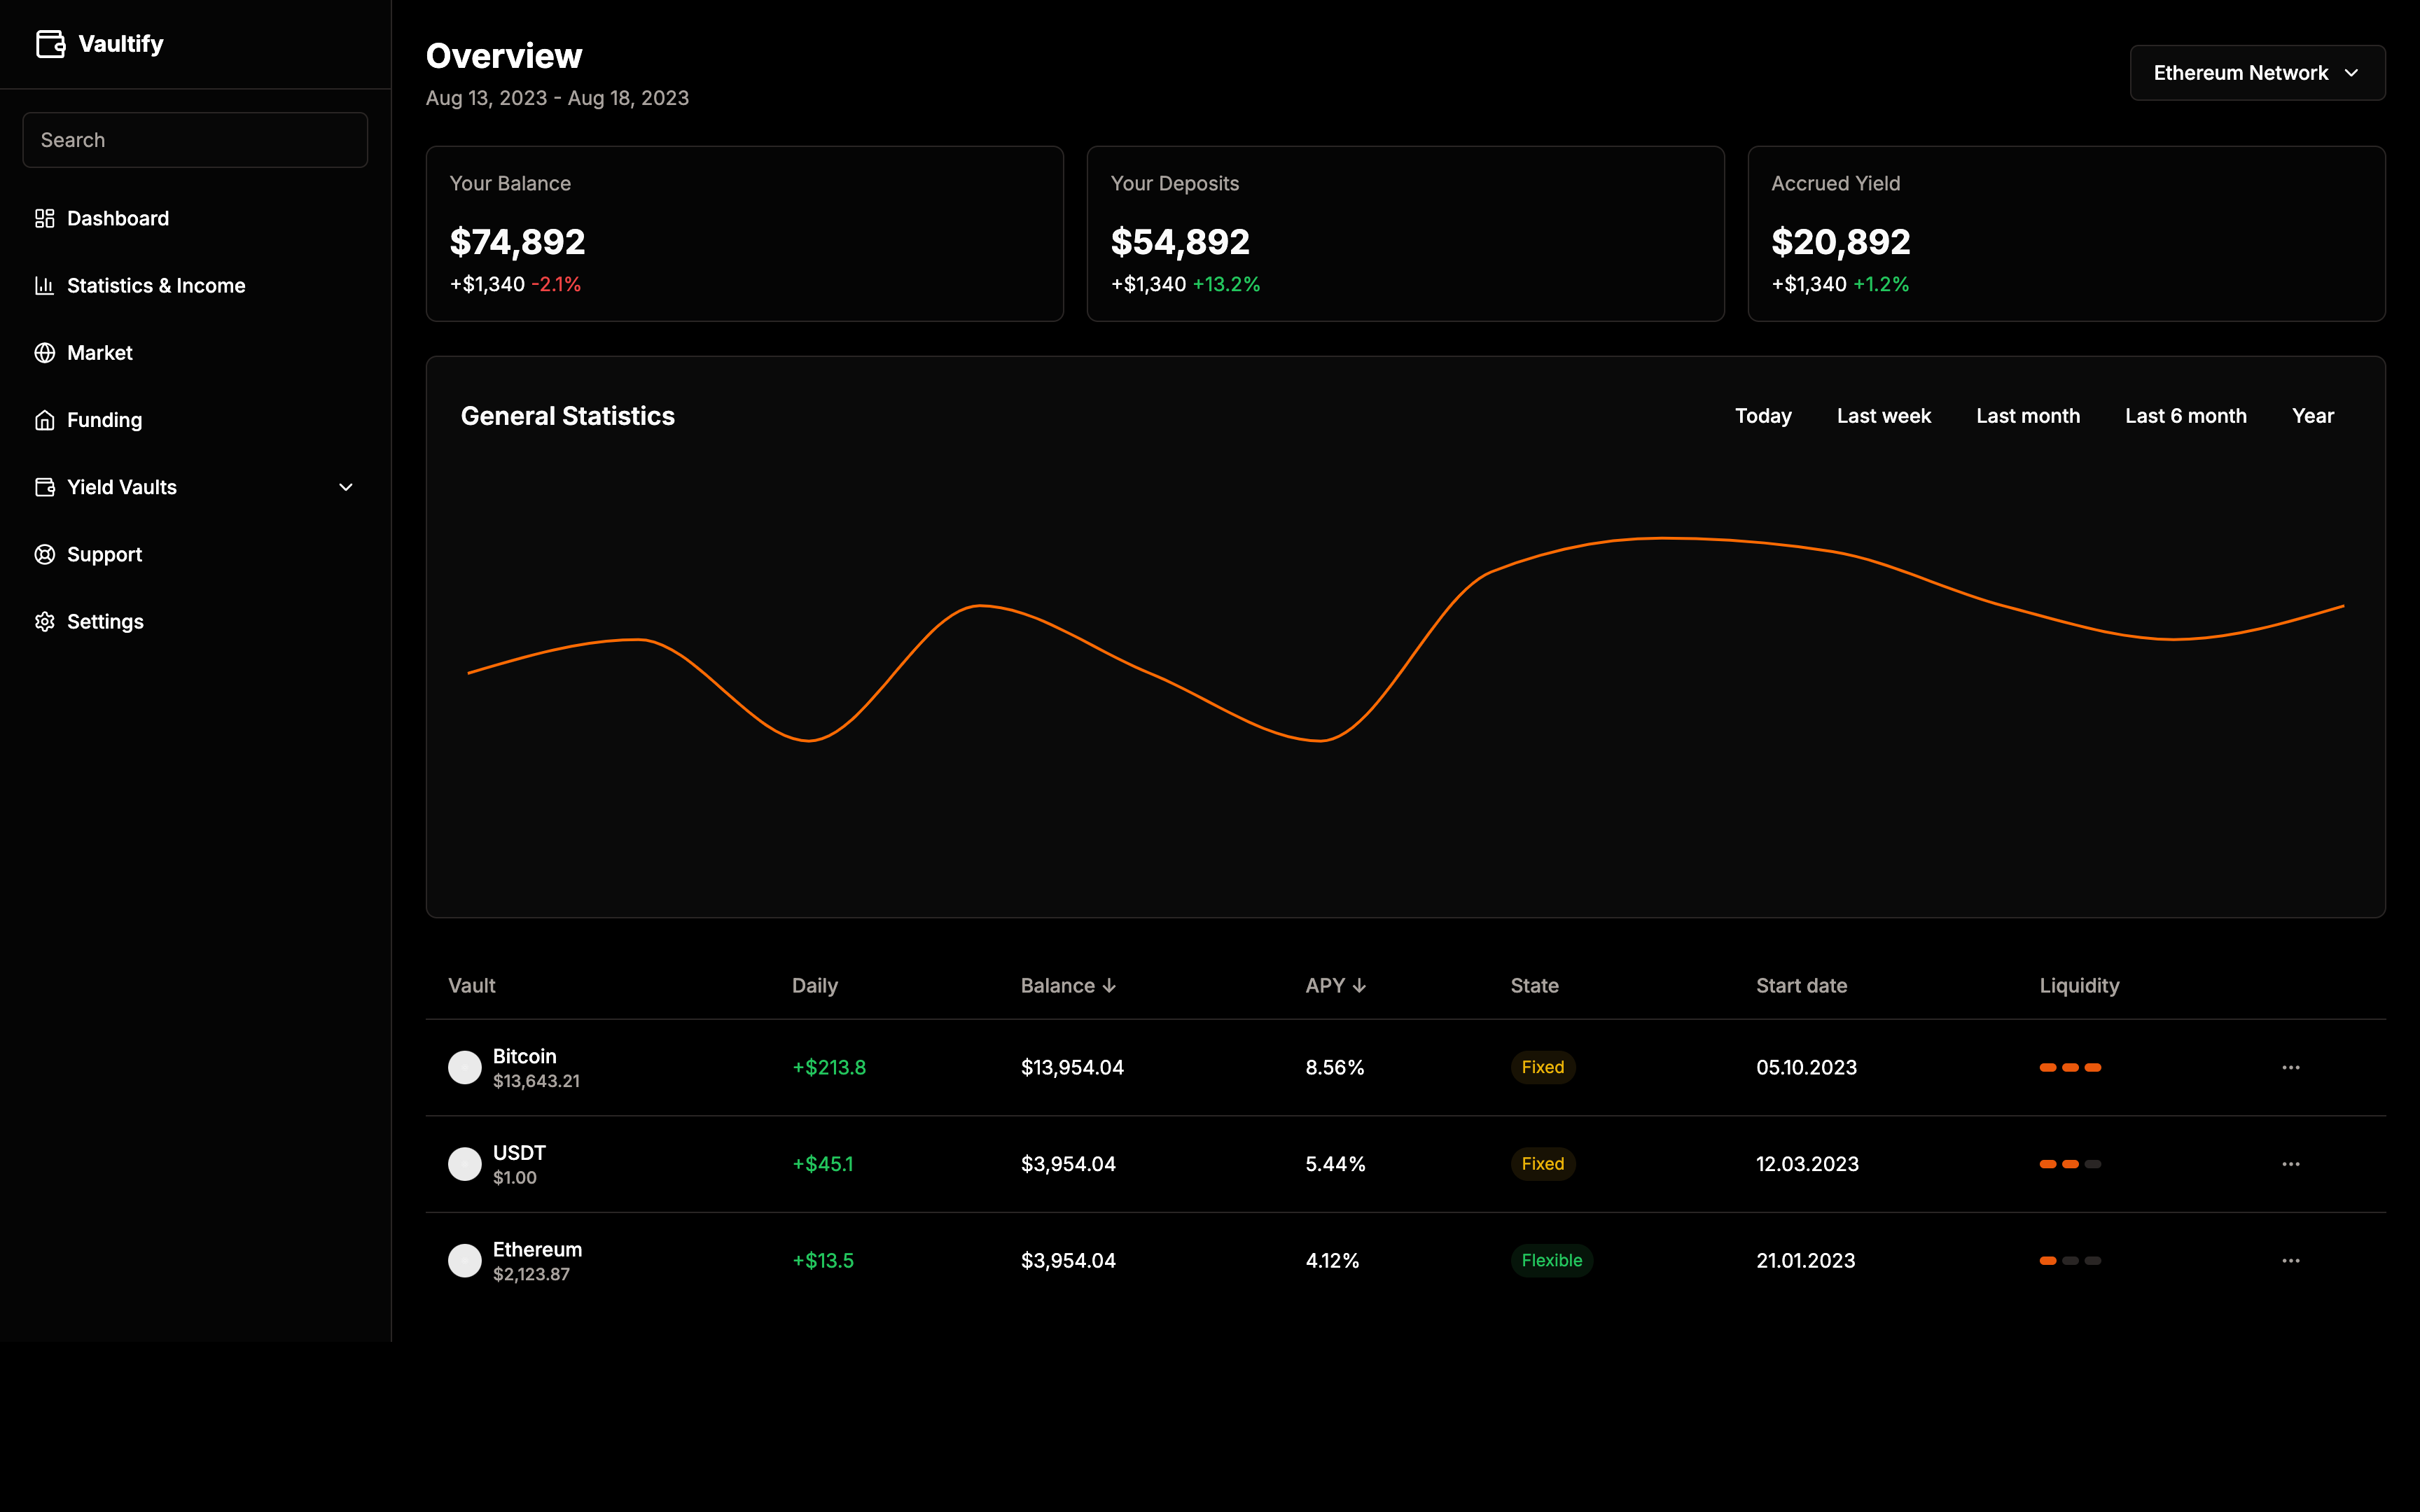 Vaultify
Search
Dashboard
Statistics & Income
Market
Funding
Yield Vaults
Support
Settings
Overview
Aug 13, 2023 - Aug 18, 2023
Ethereum Network
Your Balance
$74,892
+$1,340 -2.1%
Your Deposits
$54,892
+$1,340 +13.2%
Accrued Yield
$20,892
+$1,340 +1.2%
General Statistics
Today Last week Last month Last 6 month Year
Vault Daily Balance ↓ APY ↓ State Start date Liquidity
Bitcoin
$13,643.21
+$213.8 $13,954.04 8.56% Fixed 05.10.2023
USDT
$1.00
+$45.1 $3,954.04 5.44% Fixed 12.03.2023
Ethereum
$2,123.87
+$13.5 $3,954.04 4.12% Flexible 21.01.2023